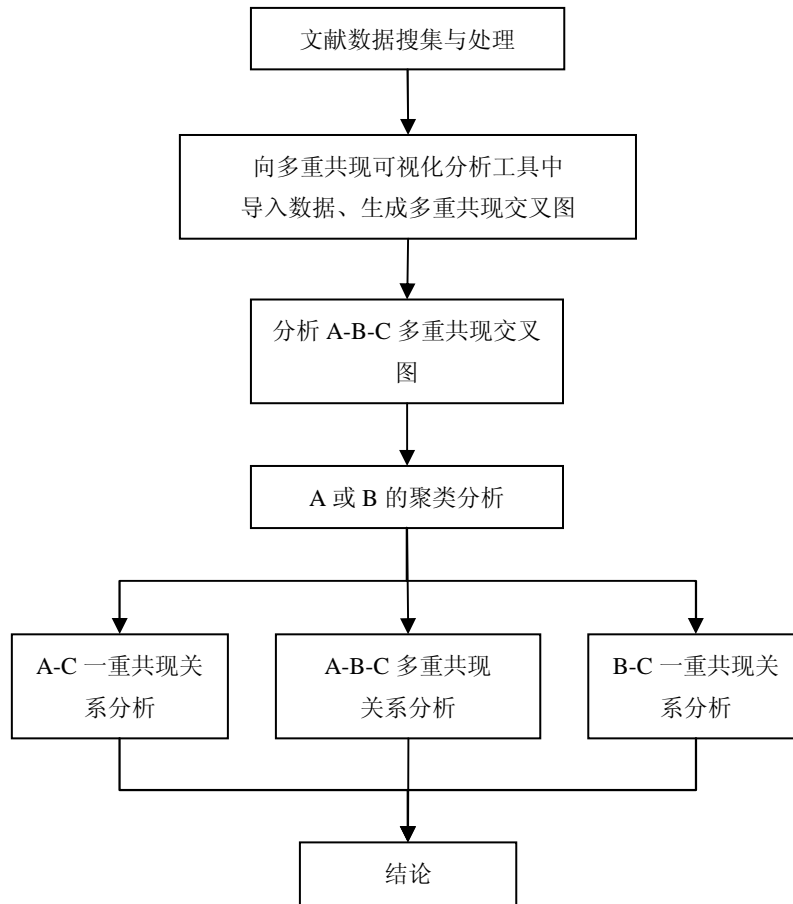 文献数据搜集与处理
向多重共现可视化分析工具中
导入数据、生成多重共现交叉图
分析 A-B-C 多重共现交叉
图
A 或 B 的聚类分析
A-C 一重共现关
系分析
A-B-C 多重共现
关系分析
B-C 一重共现关
系分析
结论